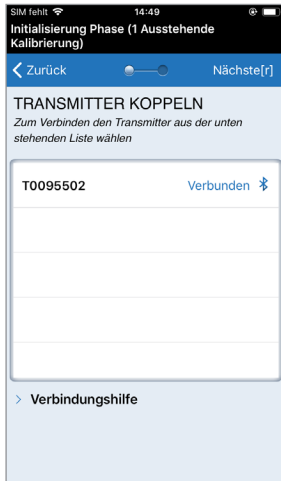 SIM fehlt 14:49
Initialisierung Phase (1 Ausstehende
Kalibrierung)
Zurück Nächste[r]
TRANSMITTER KOPPELN
Zum Verbinden den Transmitter aus der unten
stehenden Liste wählen
T0095502 Verbunden
Verbindungshilfe